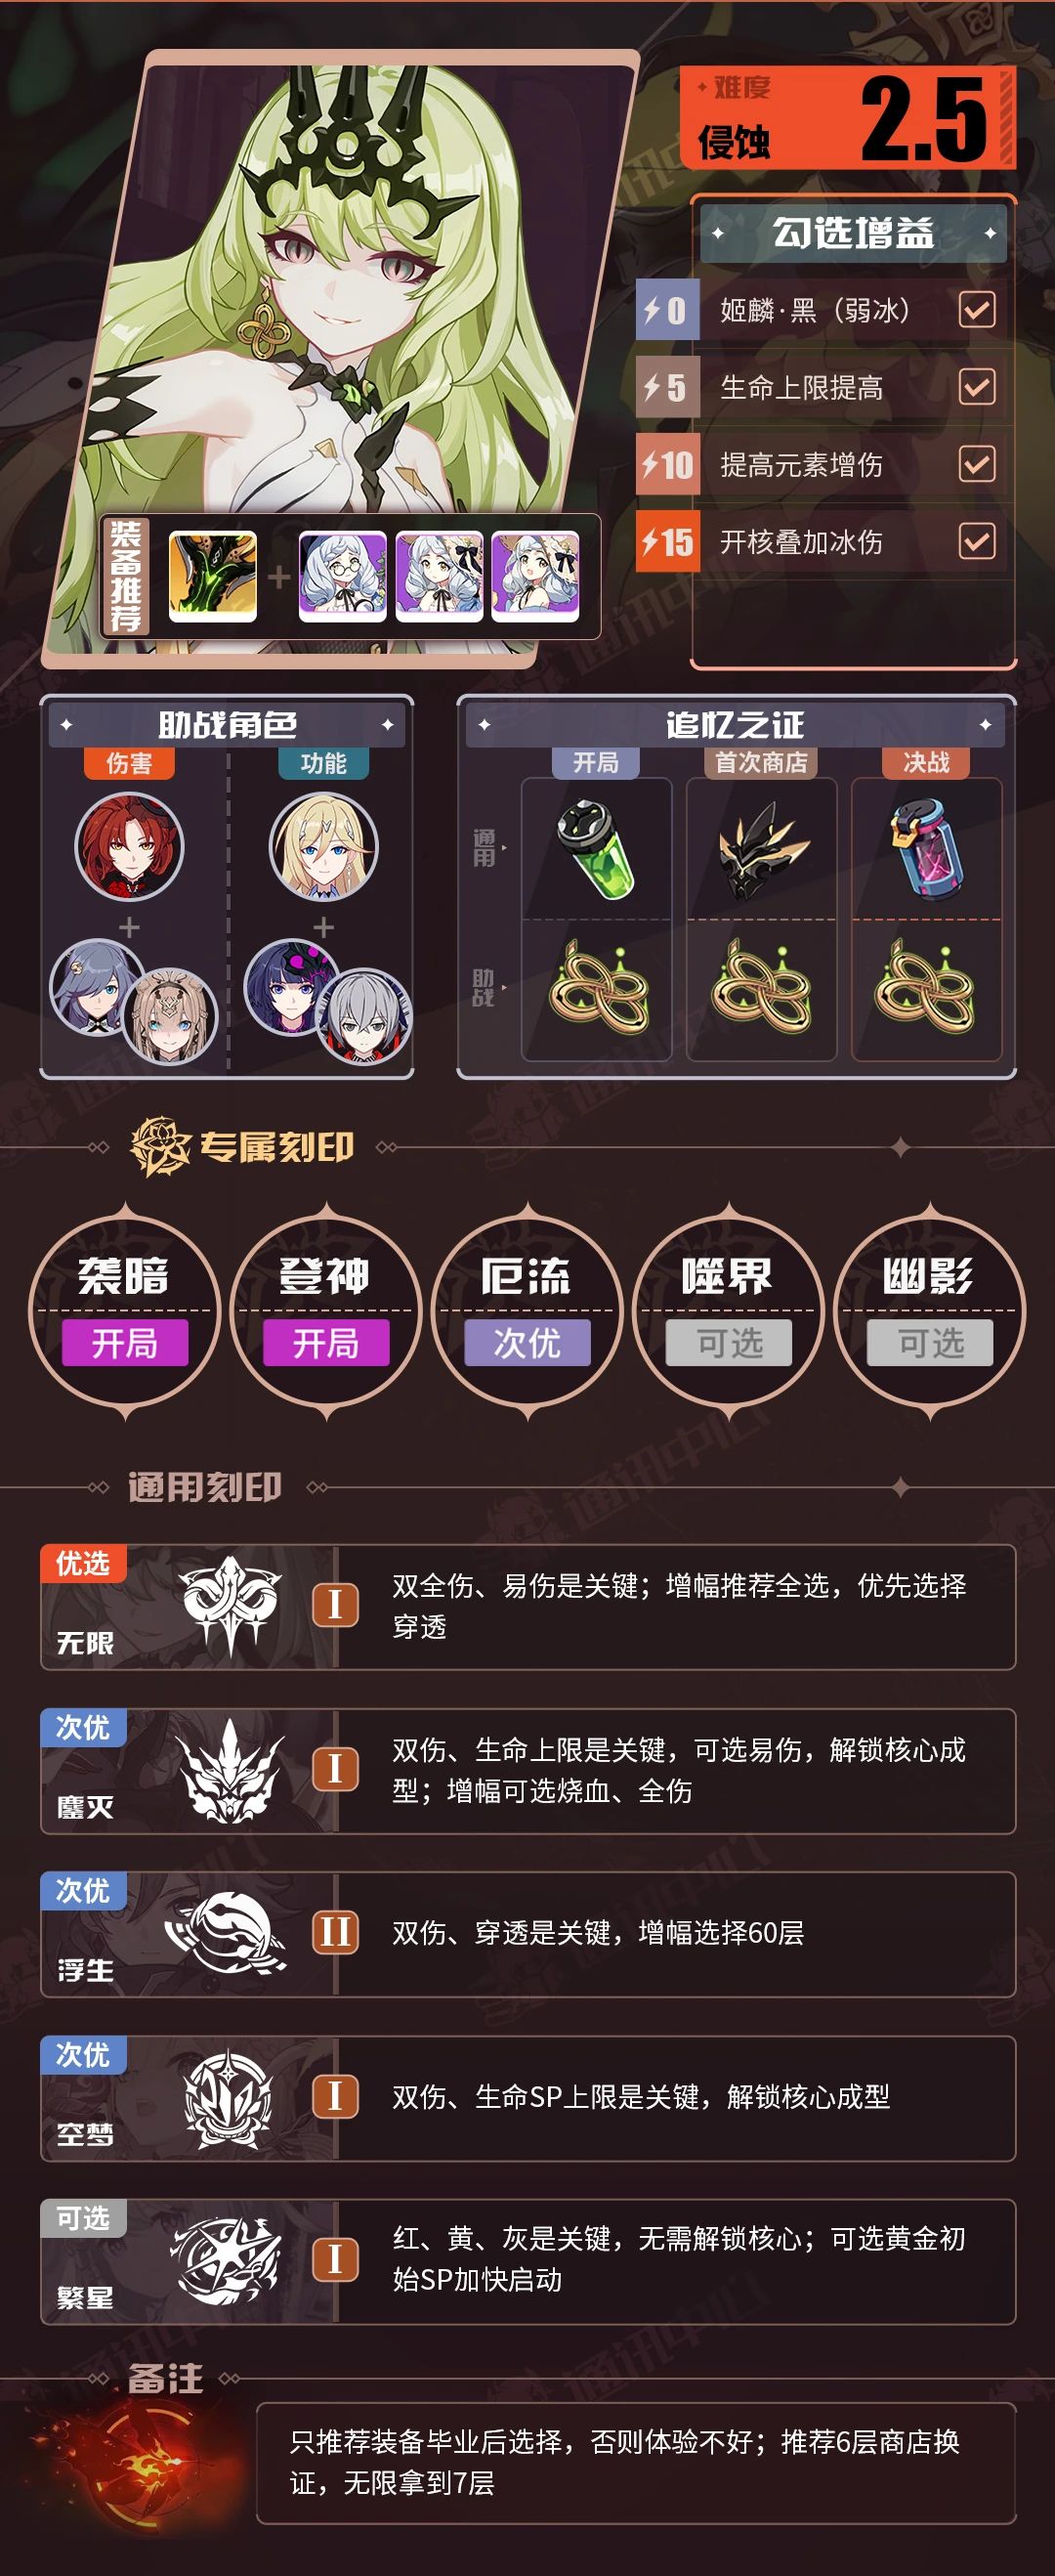 难度
侵蚀
2.5
勾选增益
0 姬麟·黑（弱冰）
5 生命上限提高
10 提高元素增伤
15 开核叠加冰伤
装备推荐
助战角色
伤害
功能
追忆之证
开局
首次商店
决战
通用
助战
专属刻印
袭暗
开局
登神
开局
厄流
次优
噬界
可选
幽影
可选
通用刻印
优选
无限
I
双全伤、易伤是关键；增幅推荐全选，优先选择
穿透
次优
鏖灭
I
双伤、生命上限是关键，可选易伤，解锁核心成
型；增幅可选烧血、全伤
次优
浮生
II
双伤、穿透是关键，增幅选择60层
次优
空梦
I
双伤、生命SP上限是关键，解锁核心成型
可选
繁星
I
红、黄、灰是关键，无需解锁核心；可选黄金初
始SP加快启动
备注
只推荐装备毕业后选择，否则体验不好；推荐6层商店换
证，无限拿到7层